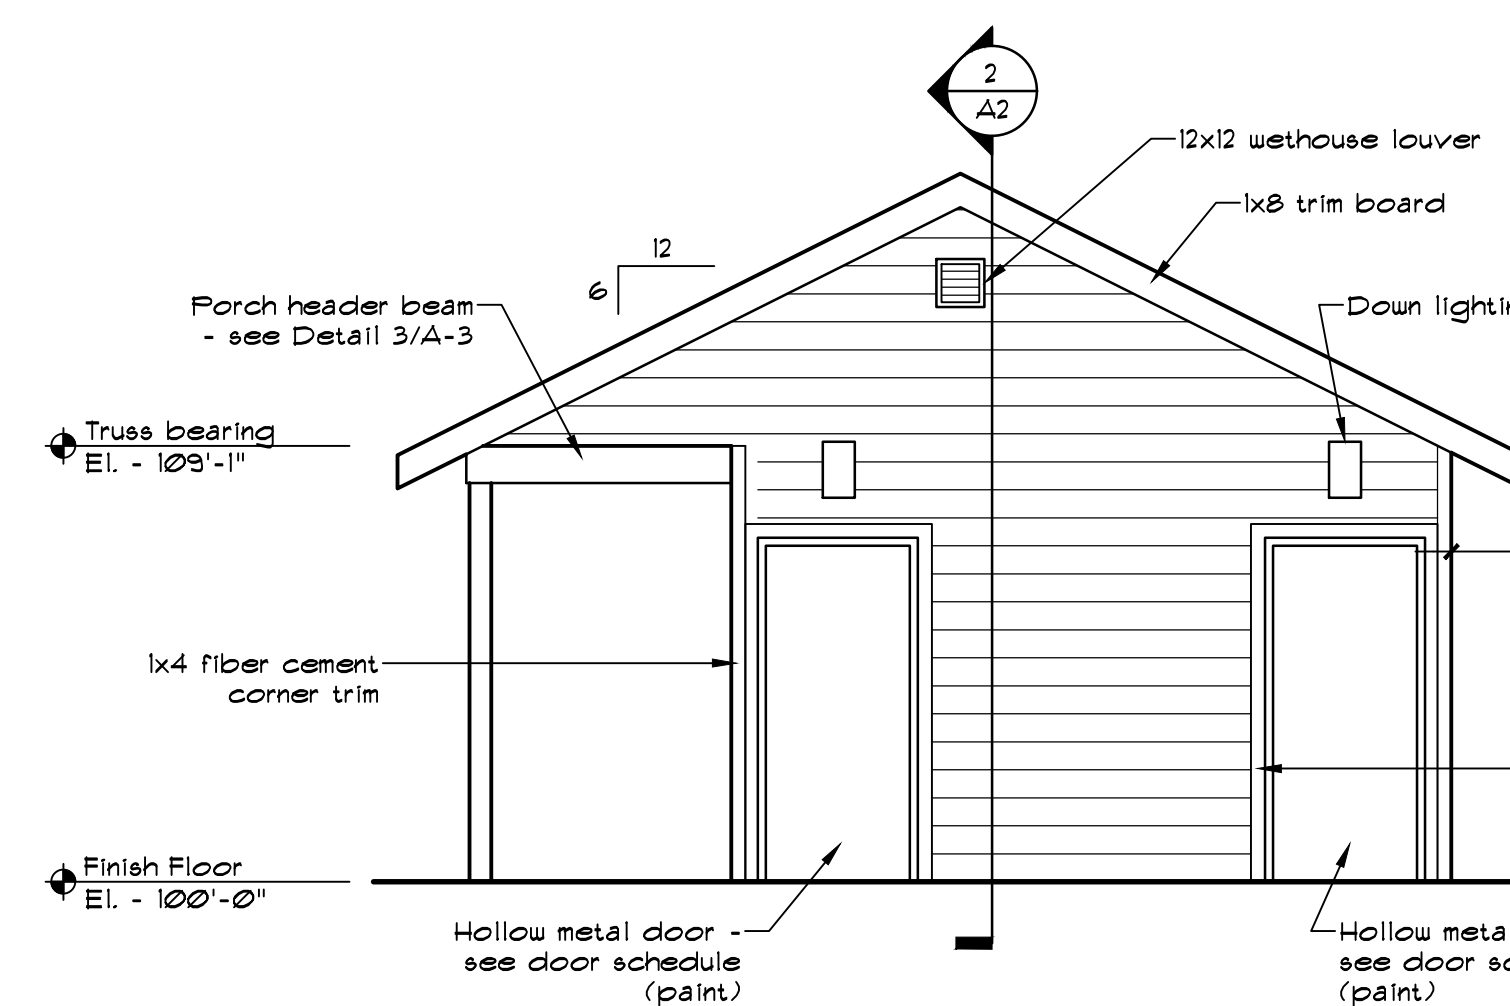 2
A2
12x12 wethouse louver
1x8 trim board
12
6
Porch header beam
- see Detail 3/A-3
Down lightin
Truss bearing
El. - 109'-1"
1x4 fiber cement
corner trim
Finish Floor
El. - 100'-0"
Hollow metal door -
see door schedule
(paint)
Hollow meta
see door sc
(paint)